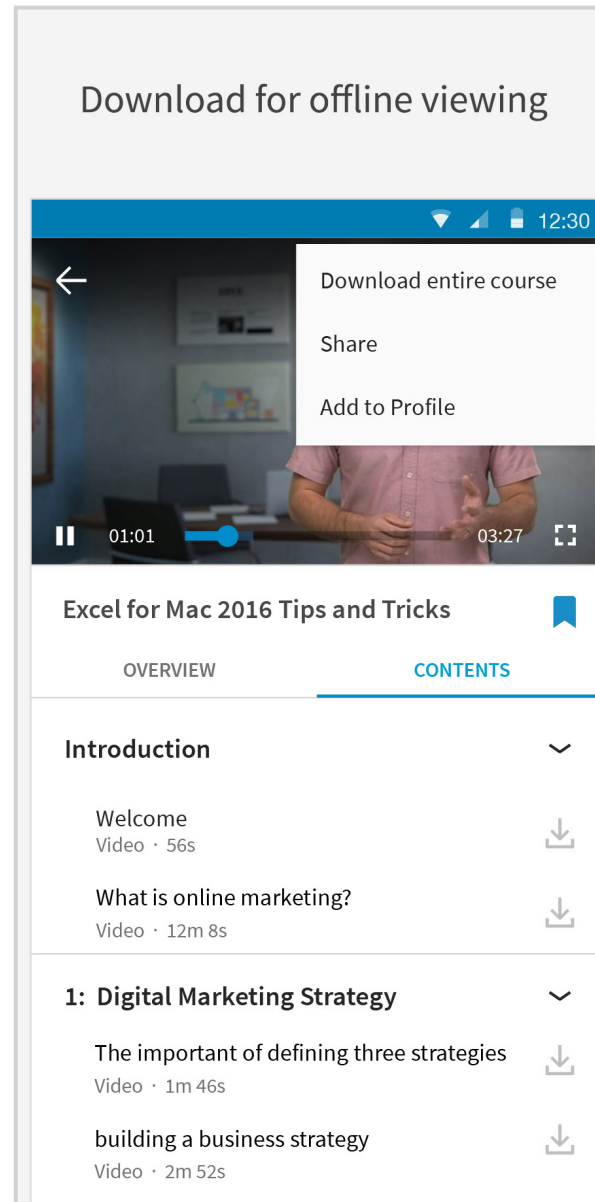 Download for offline viewing
12:30
Download entire course
Share
Add to Profile
01:01
03:27
Excel for Mac 2016 Tips and Tricks
OVERVIEW
CONTENTS
Introduction
Welcome
Video · 56s
What is online marketing?
Video · 12m 8s
1: Digital Marketing Strategy
The important of defining three strategies
Video · 1m 46s
building a business strategy
Video · 2m 52s